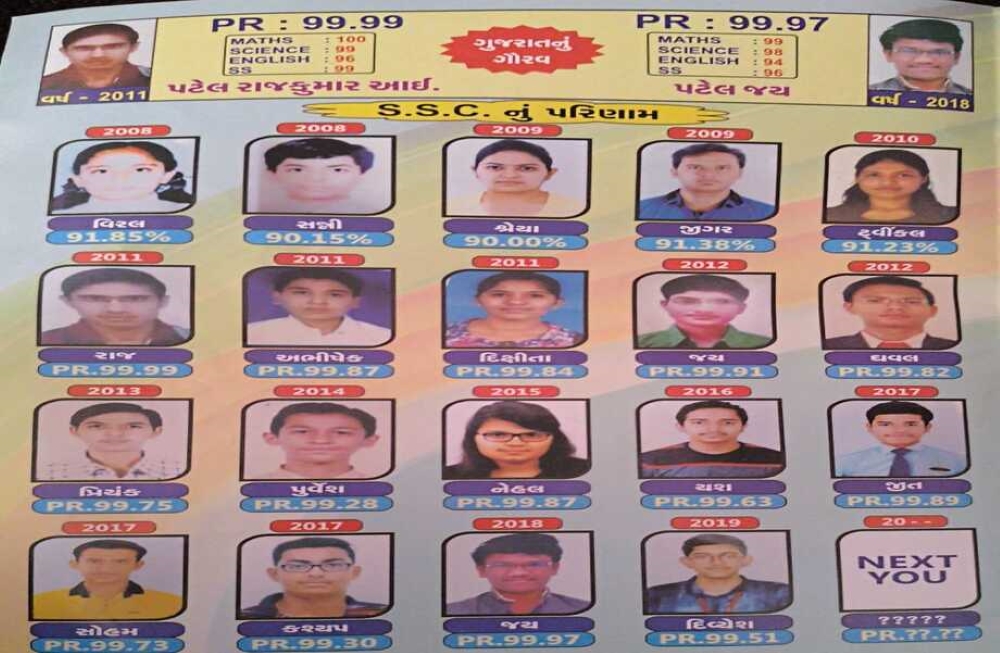 PR : 99.99
MATHS : 100
SCIENCE : 99
ENGLISH : 96
SS : 99
પટેલ રાજકુમાર આઈ.
વર્ષ - 2011
ગુજરાતનું
ગૌરવ
PR : 99.97
MATHS : 99
SCIENCE : 98
ENGLISH : 94
SS : 96
પટેલ જય
વર્ષ - 2018
S.S.C. નું પરિણામ
2008 2008 2009 2009 2010
વિરલ સન્ની શ્રેયા જીગર ટ્વીંકલ
91.85% 90.15% 90.00% 91.38% 91.23%
2011 2011 2011 2012 2012
રાજ અભીષેક દિક્ષીતા જય ધવલ
PR.99.99 PR.99.87 PR.99.84 PR.99.91 PR.99.82
2013 2014 2015 2016 2017
પ્રિયંક પુર્વેશ નેહલ યશ જીત
PR.99.75 PR.99.28 PR.99.87 PR.99.63 PR.99.89
2017 2017 2018 2019 20--
NEXT
YOU
સોહમ કશ્યપ જય દિવ્યેશ ?????
PR.99.73 PR.99.30 PR.99.97 PR.99.51 PR.??.??